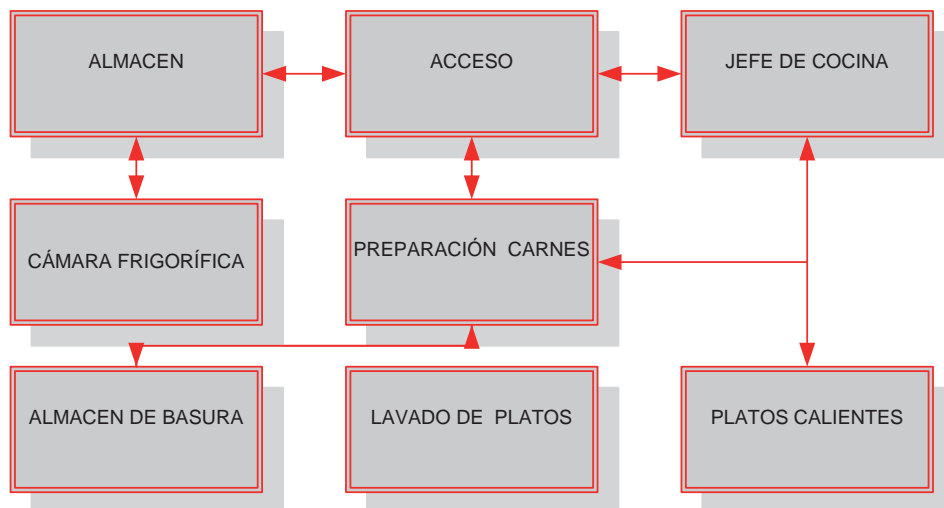 ALMACEN
ACCESO
JEFE DE COCINA
CÁMARA FRIGORÍFICA
PREPARACIÓN CARNES
ALMACEN DE BASURA
LAVADO DE PLATOS
PLATOS CALIENTES